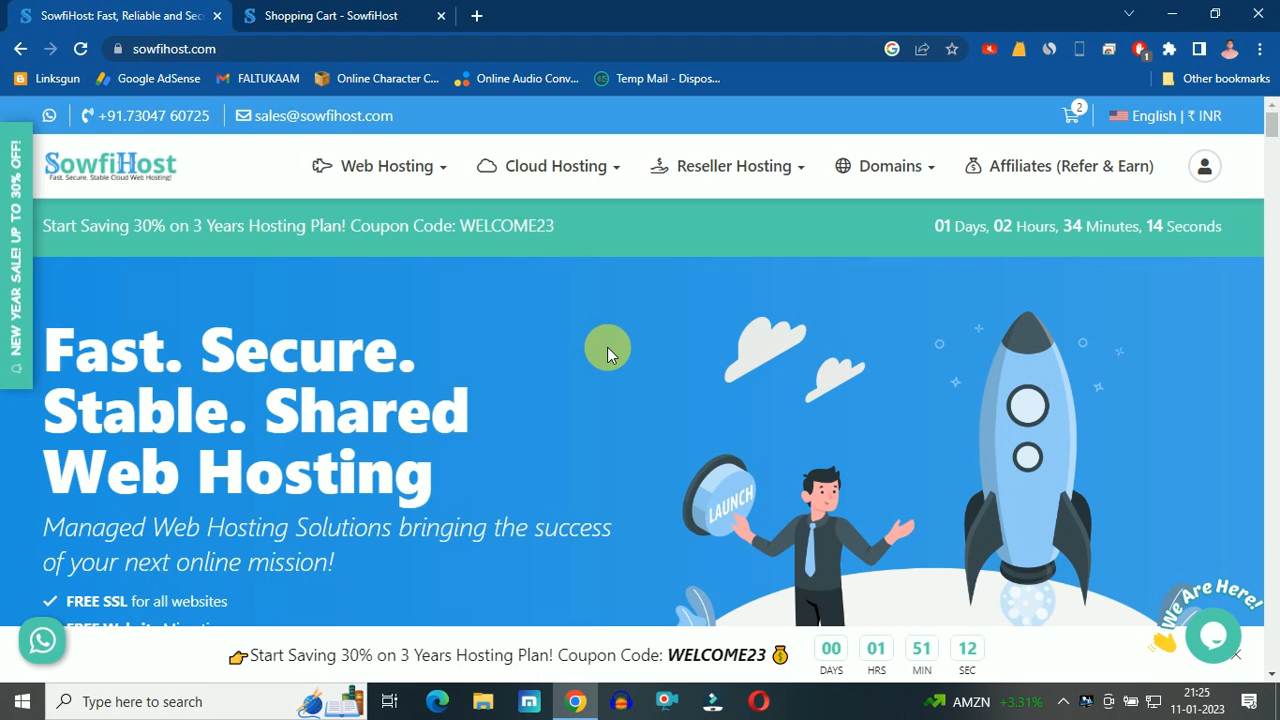 SowfiHost: Fast, Reliable and Sec
Shopping Cart - SowfiHost
sowfihost.com
Linksgun
Google AdSense
FALTUKAAM
Online Character C...
Online Audio Conv...
Temp Mail - Dispos...
Other bookmarks
+91.73047 60725
sales@sowfihost.com
2
English | ₹ INR
NEW YEAR SALE! UP TO 30% OFF!
SowfiHost
Fast. Secure. Stable Cloud Web Hosting!
Web Hosting
Cloud Hosting
Reseller Hosting
Domains
Affiliates (Refer & Earn)
Start Saving 30% on 3 Years Hosting Plan! Coupon Code: WELCOME23
01 Days, 02 Hours, 34 Minutes, 14 Seconds
Fast. Secure.
Stable. Shared
Web Hosting
Managed Web Hosting Solutions bringing the success
of your next online mission!
FREE SSL for all websites
LAUNCH
We Are Here!
Start Saving 30% on 3 Years Hosting Plan! Coupon Code: WELCOME23
00 01 51 12
DAYS HRS MIN SEC
Type here to search
AMZN +3.31%
21:25
11-01-2023